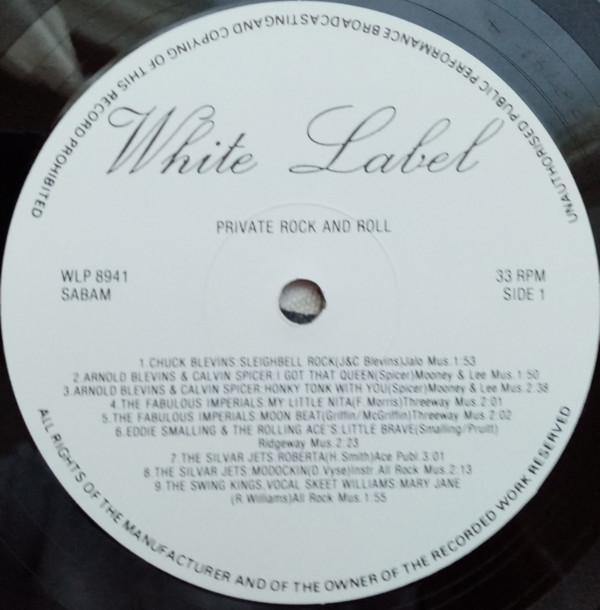 UNAUTHORISED PUBLIC PERFORMANCE BROADCASTING AND COPYING OF THIS RECORD PROHIBITED
White Label
PRIVATE ROCK AND ROLL
WLP 8941
33 RPM
SABAM
SIDE 1
1.CHUCK BLEVINS:SLEIGHBELL ROCK(J&C Blevins)Jalo Mus.1:53
2.ARNOLD BLEVINS & CALVIN SPICER:I GOT THAT QUEEN(Spicer)Mooney & Lee Mus.1:50
3.ARNOLD BLEVINS & CALVIN SPICER:HONKY TONK WITH YOU(Spicer)Mooney & Lee Mus.2:38
4.THE FABULOUS IMPERIALS:MY LITTLE NITA(F.Morris)Threeway Mus.2:01
5.THE FABULOUS IMPERIALS:MOON BEAT(Griffin/McGriffin)Threeway Mus.2:02
6.EDDIE SMALLING & THE ROLLING ACE'S:LITTLE BRAVE(Smalling/Pruitt)
Ridgeway Mus.2:23
7.THE SILVAR JETS:ROBERTA(H.Smith)Ace Publ.3:01
8.THE SILVAR JETS:MODOCKIN(D.Vyse)Instr.All Rock Mus.2:13
9.THE SWING KINGS,VOCAL SKEET WILLIAMS:MARY JANE
(R.Williams)All Rock Mus.1:55
ALL RIGHTS OF THE MANUFACTURER AND OF THE OWNER OF THE RECORDED WORK RESERVED